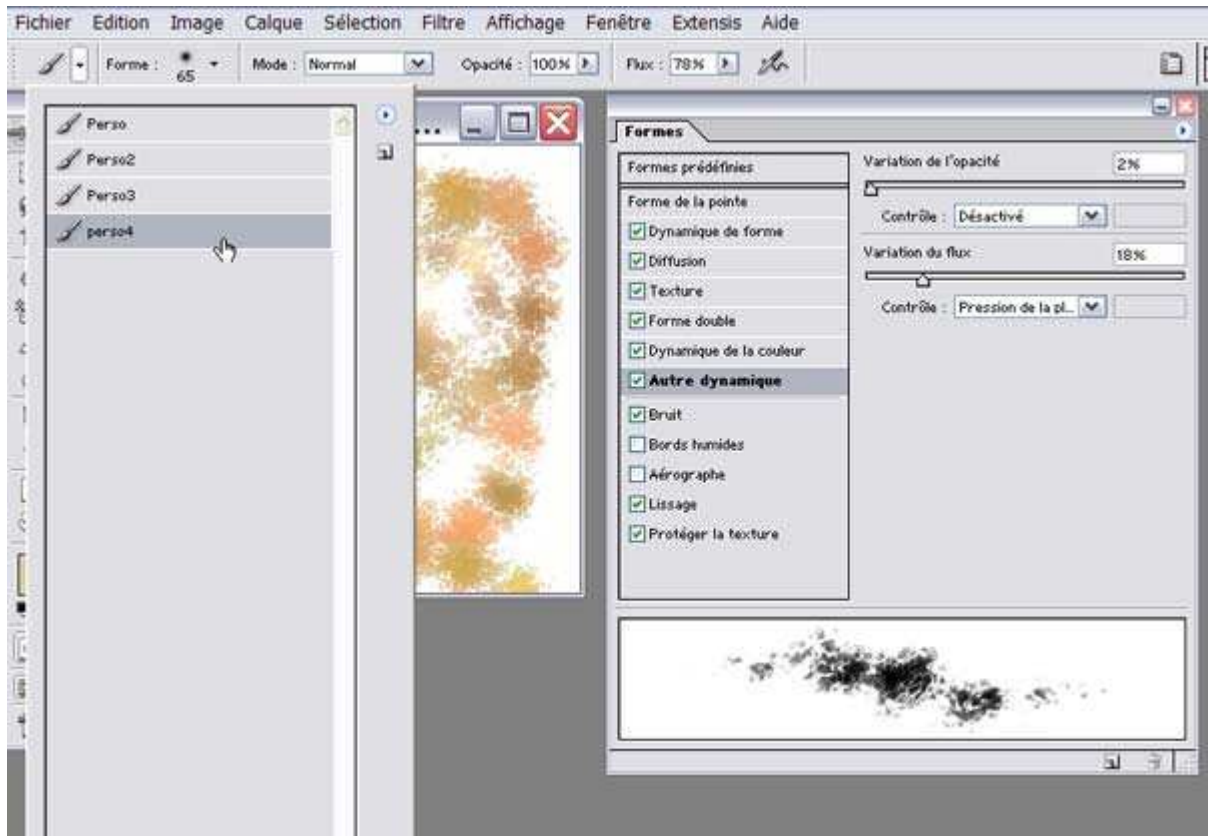 Fichier Edition Image Calque Sélection Filtre Affichage Fenêtre Extensis Aide
Forme : 65 Mode : Normal Opacité : 100% Flux : 78%
Perso
Perso2
Perso3
perso4
...
Formes
Formes prédéfinies
Forme de la pointe
Dynamique de forme
Diffusion
Texture
Forme double
Dynamique de la couleur
Autre dynamique
Bruit
Bords humides
Aérographe
Lissage
Protéger la texture
Variation de l'opacité 2%
Contrôle : Désactivé
Variation du flux 18%
Contrôle : Pression de la pl...